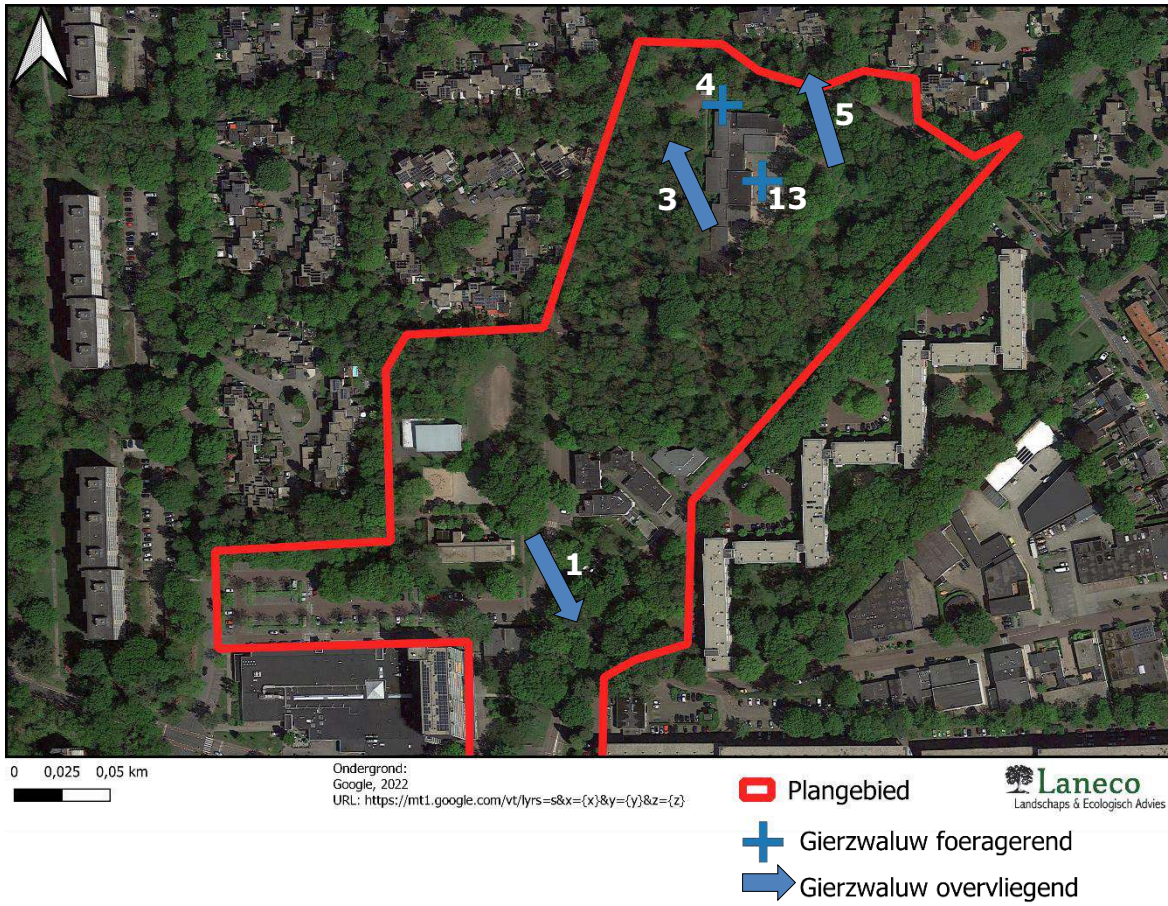 4
5
3
13
1
0 0,025 0,05 km
Ondergrond:
Google, 2022
URL: https://mt1.google.com/vt/lyrs=s&x={x}&y={y}&z={z}
Plangebied
Laneco
Landschaps & Ecologisch Advies
Gierzwaluw foeragerend
Gierzwaluw overvliegend